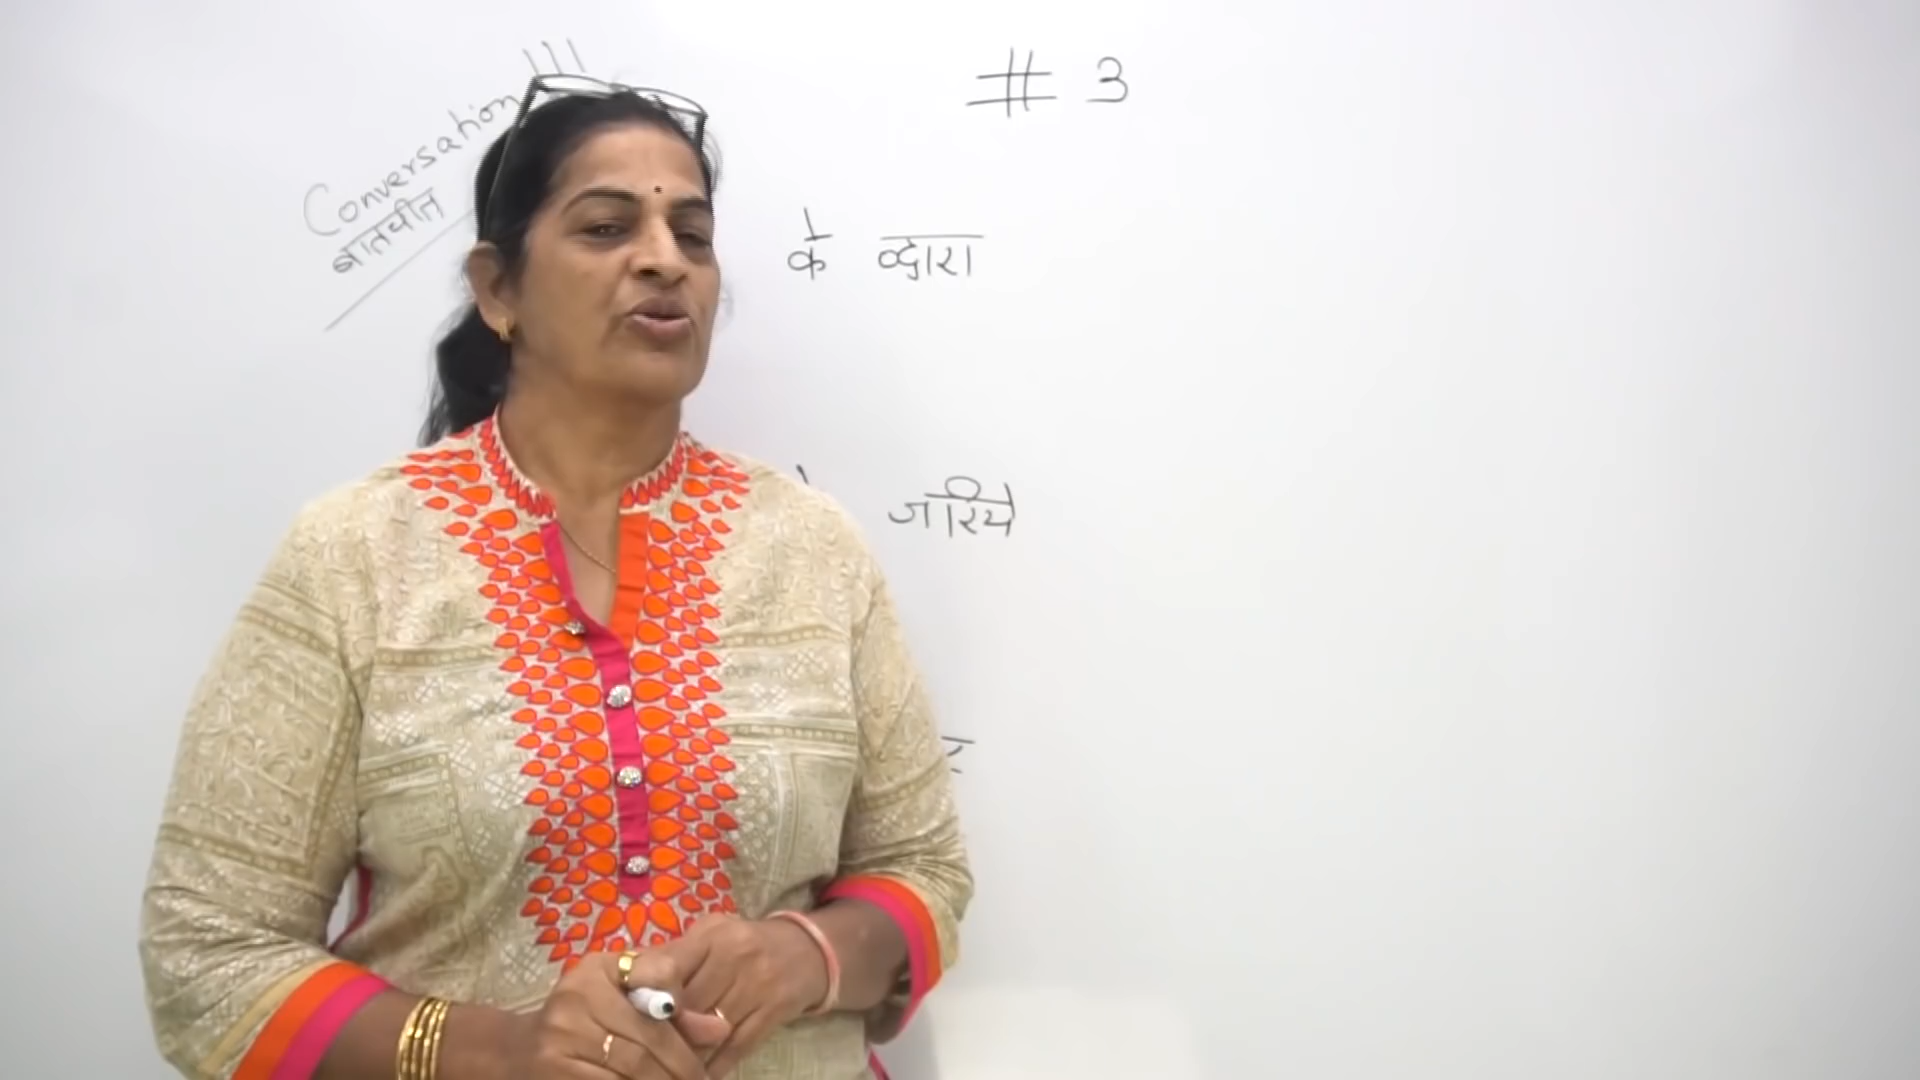 Conversation
बातचीत
# 3
के द्वारा
जरिये